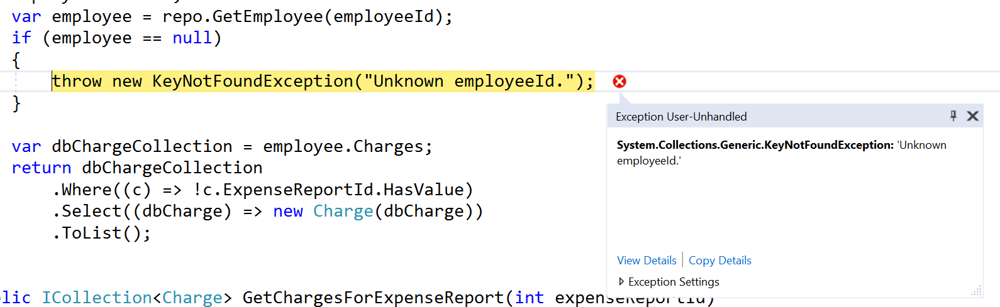 var employee = repo.GetEmployee(employeeId);
if (employee == null)
{
throw new KeyNotFoundException("Unknown employeeId.");
}
Exception User-Unhandled
System.Collections.Generic.KeyNotFoundException: 'Unknown
employeeId.'
View Details
Copy Details
Exception Settings
var dbChargeCollection = employee.Charges;
return dbChargeCollection
.Where((c) => !c.ExpenseReportId.HasValue)
.Select((dbCharge) => new Charge(dbCharge))
.ToList();
lic ICollection<Charge> GetChargesForExpenseReport(int expenseReportId)